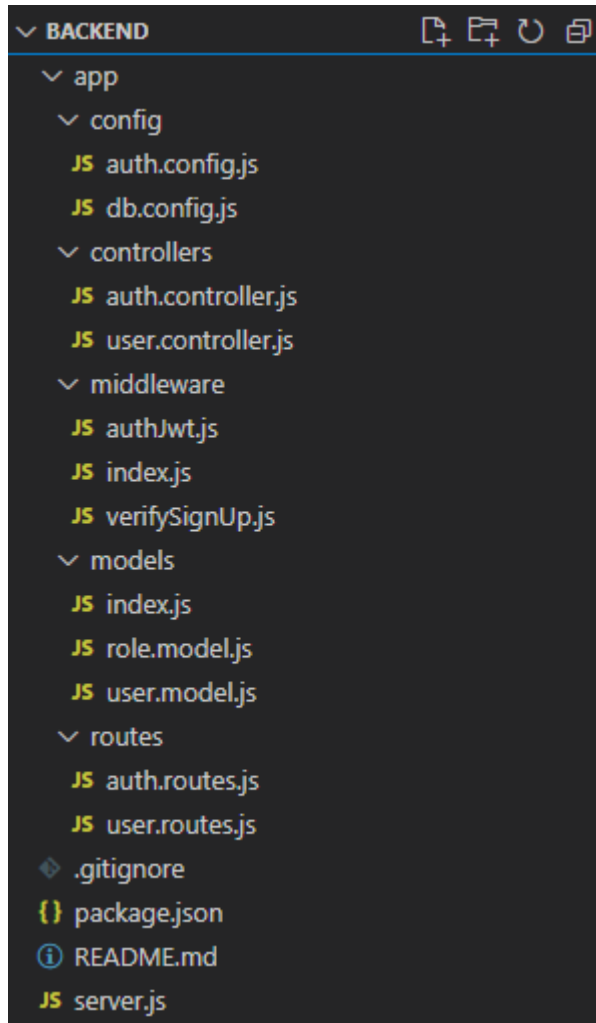 BACKEND
app
config
JS auth.config.js
JS db.config.js
controllers
JS auth.controller.js
JS user.controller.js
middleware
JS authJwt.js
JS index.js
JS verifySignUp.js
models
JS index.js
JS role.model.js
JS user.model.js
routes
JS auth.routes.js
JS user.routes.js
.gitignore
{} package.json
README.md
JS server.js